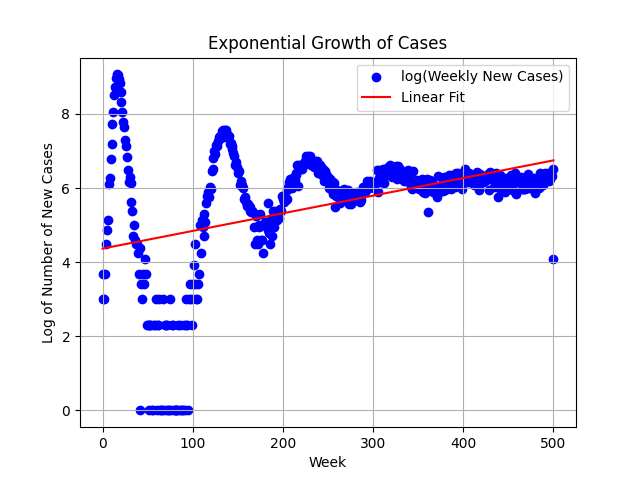 Exponential Growth of Cases
log(Weekly New Cases)
Linear Fit
Log of Number of New Cases
8
6
4
2
0
0 100 200 300 400 500
Week